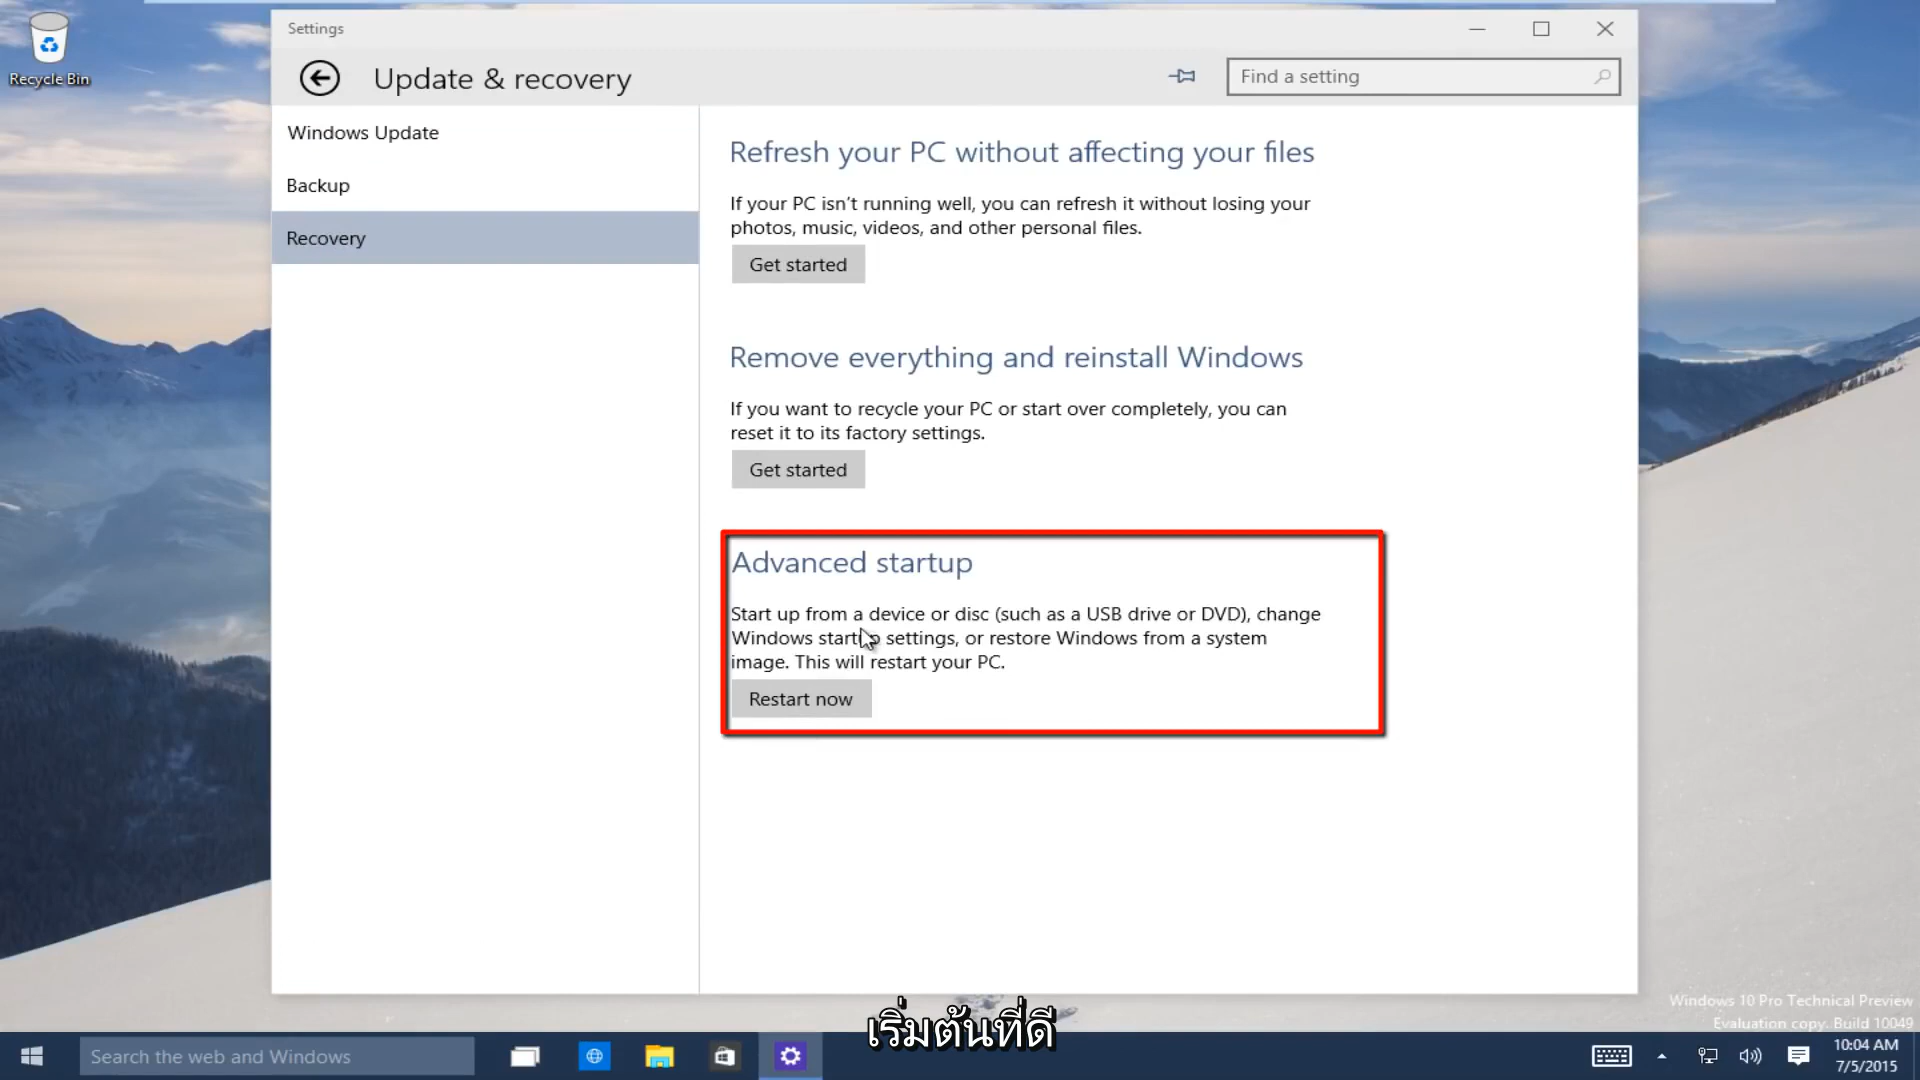 Settings
Recycle Bin
Update & recovery
Find a setting
Windows Update
Backup
Recovery
Refresh your PC without affecting your files
If your PC isn't running well, you can refresh it without losing your
photos, music, videos, and other personal files.
Get started
Remove everything and reinstall Windows
If you want to recycle your PC or start over completely, you can
reset it to its factory settings.
Get started
Advanced startup
Start up from a device or disc (such as a USB drive or DVD), change
Windows startup settings, or restore Windows from a system
image. This will restart your PC.
Restart now
Windows 10 Pro Technical Preview
Evaluation copy. Build 10049
เริ่มต้นที่ดี
Search the web and Windows
10:04 AM
7/5/2015